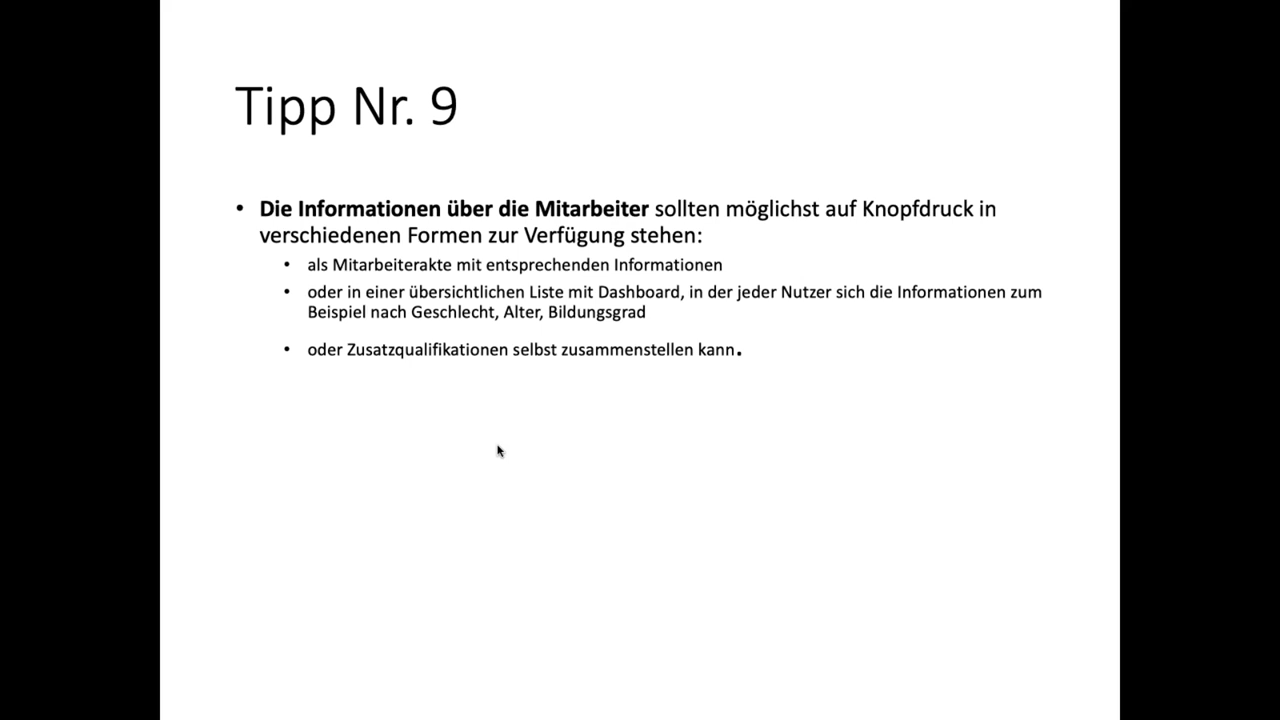 Tipp Nr. 9
• Die Informationen über die Mitarbeiter sollten möglichst auf Knopfdruck in
verschiedenen Formen zur Verfügung stehen:
• als Mitarbeiterakte mit entsprechenden Informationen
• oder in einer übersichtlichen Liste mit Dashboard, in der jeder Nutzer sich die Informationen zum
Beispiel nach Geschlecht, Alter, Bildungsgrad
• oder Zusatzqualifikationen selbst zusammenstellen kann.